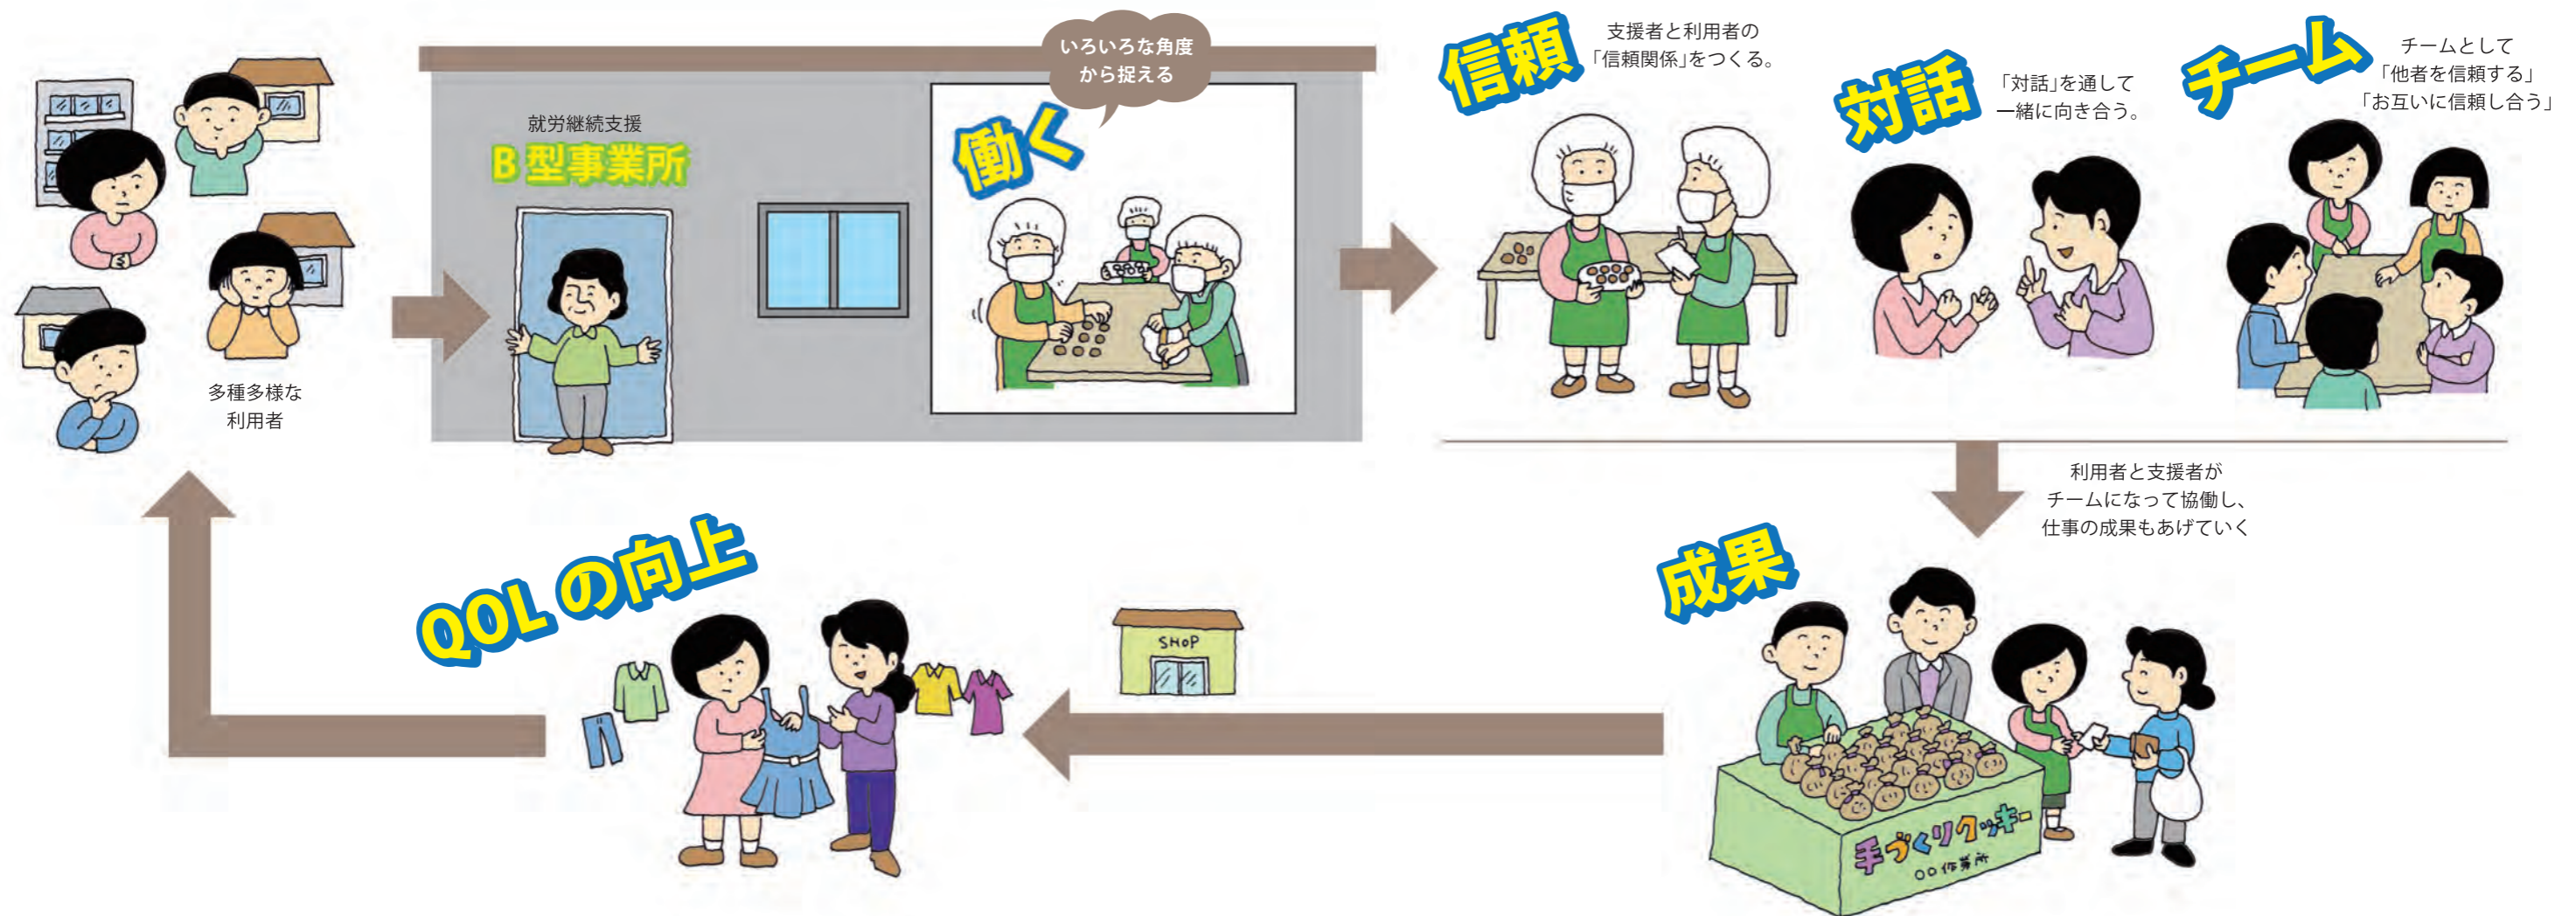 多種多様な
利用者
就労継続支援
B 型事業所
いろいろな角度
から捉える
働く
信頼
支援者と利用者の
「信頼関係」をつくる。
対話
「対話」を通して
一緒に向き合う。
チーム
チームとして
「他者を信頼する」
「お互いに信頼し合う」
利用者と支援者が
チームになって協働し、
仕事の成果もあげていく
成果
手づくりクッキー
○○作業所
SHOP
QOL の向上